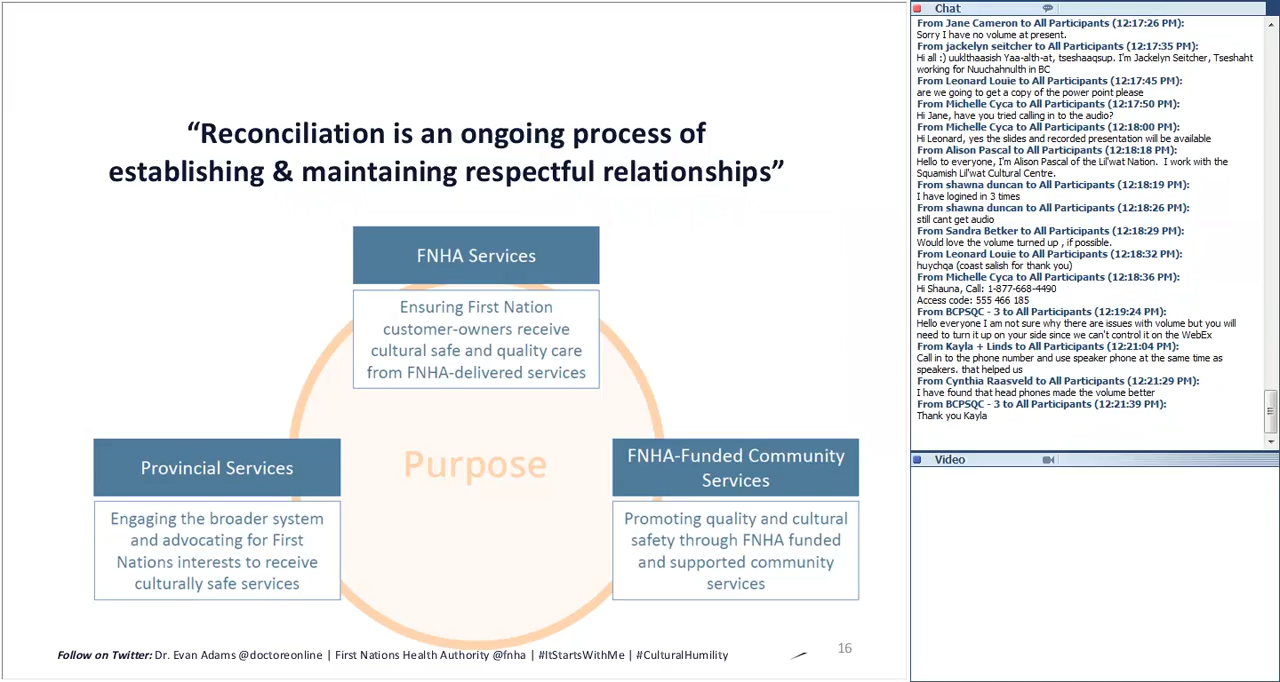 “Reconciliation is an ongoing process of
establishing & maintaining respectful relationships”
FNHA Services
Ensuring First Nation
customer-owners receive
cultural safe and quality care
from FNHA-delivered services
Purpose
Provincial Services
Engaging the broader system
and advocating for First
Nations interests to receive
culturally safe services
FNHA-Funded Community
Services
Promoting quality and cultural
safety through FNHA funded
and supported community
services
Follow on Twitter: Dr. Evan Adams @doctoreonline | First Nations Health Authority @fnha | #ItStartsWithMe | #CulturalHumility
16
Chat
From Jane Cameron to All Participants (12:17:26 PM):
Sorry I have no volume at present.
From jackelyn seitcher to All Participants (12:17:35 PM):
Hi all :) uuklthaasish Yaa-alth-at, tseshaaqsup. I'm Jackelyn Seitcher, Tseshaht
working for Nuuchahnulth in BC
From Leonard Louie to All Participants (12:17:45 PM):
are we going to get a copy of the power point please
From Michelle Cyca to All Participants (12:17:50 PM):
Hi Jane, have you tried calling in to the audio?
From Michelle Cyca to All Participants (12:18:00 PM):
Hi Leonard, yes the slides and recorded presentation will be available
From Alison Pascal to All Participants (12:18:18 PM):
Hello to everyone, I'm Alison Pascal of the Lil'wat Nation.  I work with the
Squamish Lil'wat Cultural Centre.
From shawna duncan to All Participants (12:18:19 PM):
I have logined in 3 times
From shawna duncan to All Participants (12:18:26 PM):
still cant get audio
From Sandra Betker to All Participants (12:18:29 PM):
Would love the volume turned up , if possible.
From Leonard Louie to All Participants (12:18:32 PM):
huychqa (coast salish for thank you)
From Michelle Cyca to All Participants (12:18:36 PM):
Hi Shauna, Call: 1-877-668-4490
Access code: 555 466 185
From BCPSQC - 3 to All Participants (12:19:24 PM):
Hello everyone I am not sure why there are issues with volume but you will
need to turn it up on your side since we can't control it on the WebEx
From Kayla + Linds to All Participants (12:21:04 PM):
Call in to the phone number and use speaker phone at the same time as
speakers. that helped us
From Cynthia Raasveld to All Participants (12:21:29 PM):
I have found that head phones made the volume better
From BCPSQC - 3 to All Participants (12:21:39 PM):
Thank you Kayla
Video